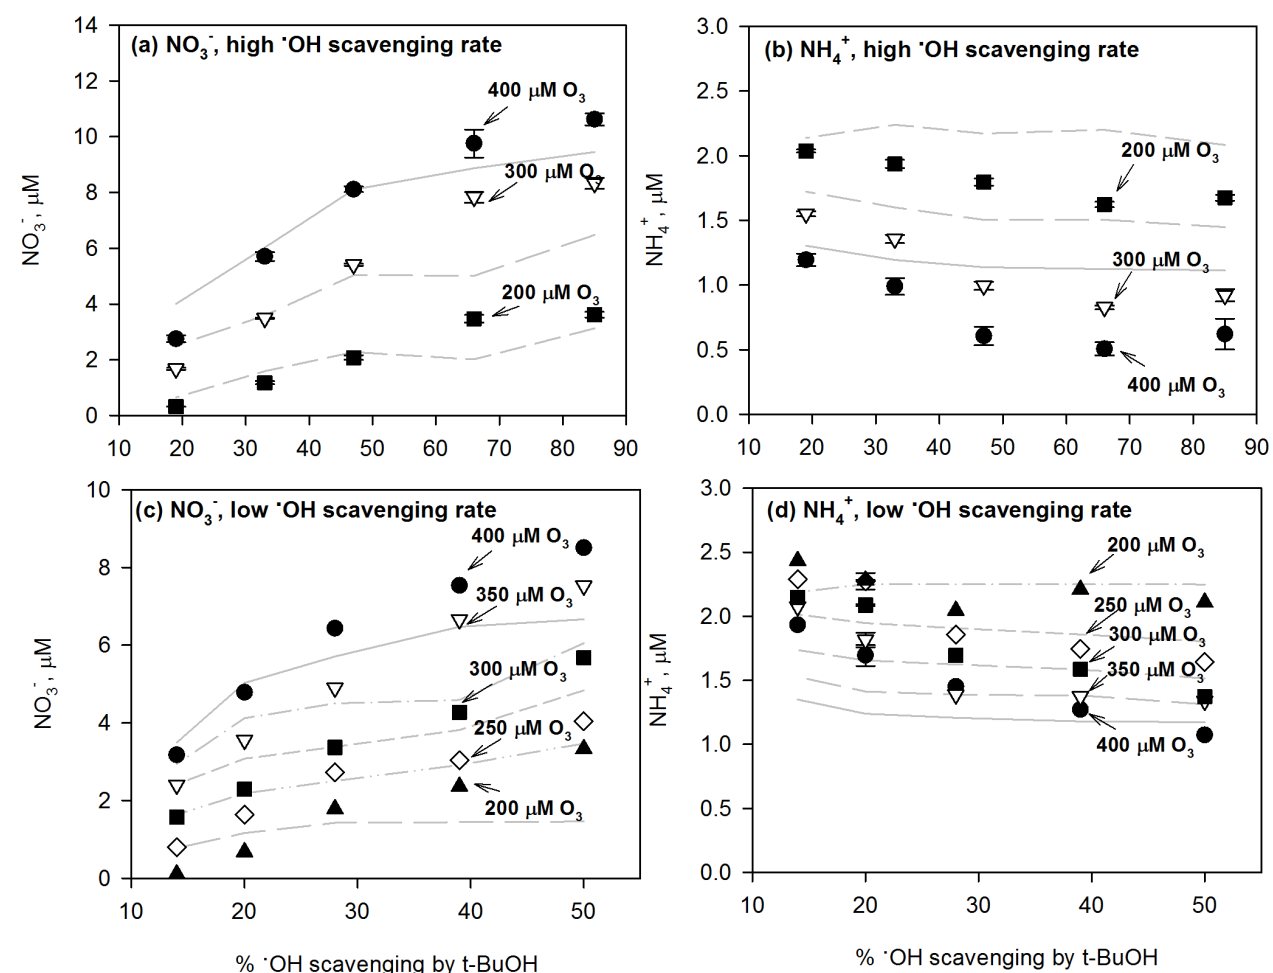 (a) NO₃⁻, high ˙OH scavenging rate
NO₃⁻, μM
14
12
10
8
6
4
2
0
400 μM O₃
300 μM O₃
200 μM O₃
10 20 30 40 50 60 70 80 90
(b) NH₄⁺, high ˙OH scavenging rate
NH₄⁺, μM
3.0
2.5
2.0
1.5
1.0
0.5
0.0
200 μM O₃
300 μM O₃
400 μM O₃
10 20 30 40 50 60 70 80 90
(c) NO₃⁻, low ˙OH scavenging rate
NO₃⁻, μM
10
8
6
4
2
0
400 μM O₃
350 μM O₃
300 μM O₃
250 μM O₃
200 μM O₃
10 20 30 40 50
% ˙OH scavenging by t-BuOH
(d) NH₄⁺, low ˙OH scavenging rate
NH₄⁺, μM
3.0
2.5
2.0
1.5
1.0
0.5
0.0
200 μM O₃
250 μM O₃
300 μM O₃
350 μM O₃
400 μM O₃
10 20 30 40 50
% ˙OH scavenging by t-BuOH